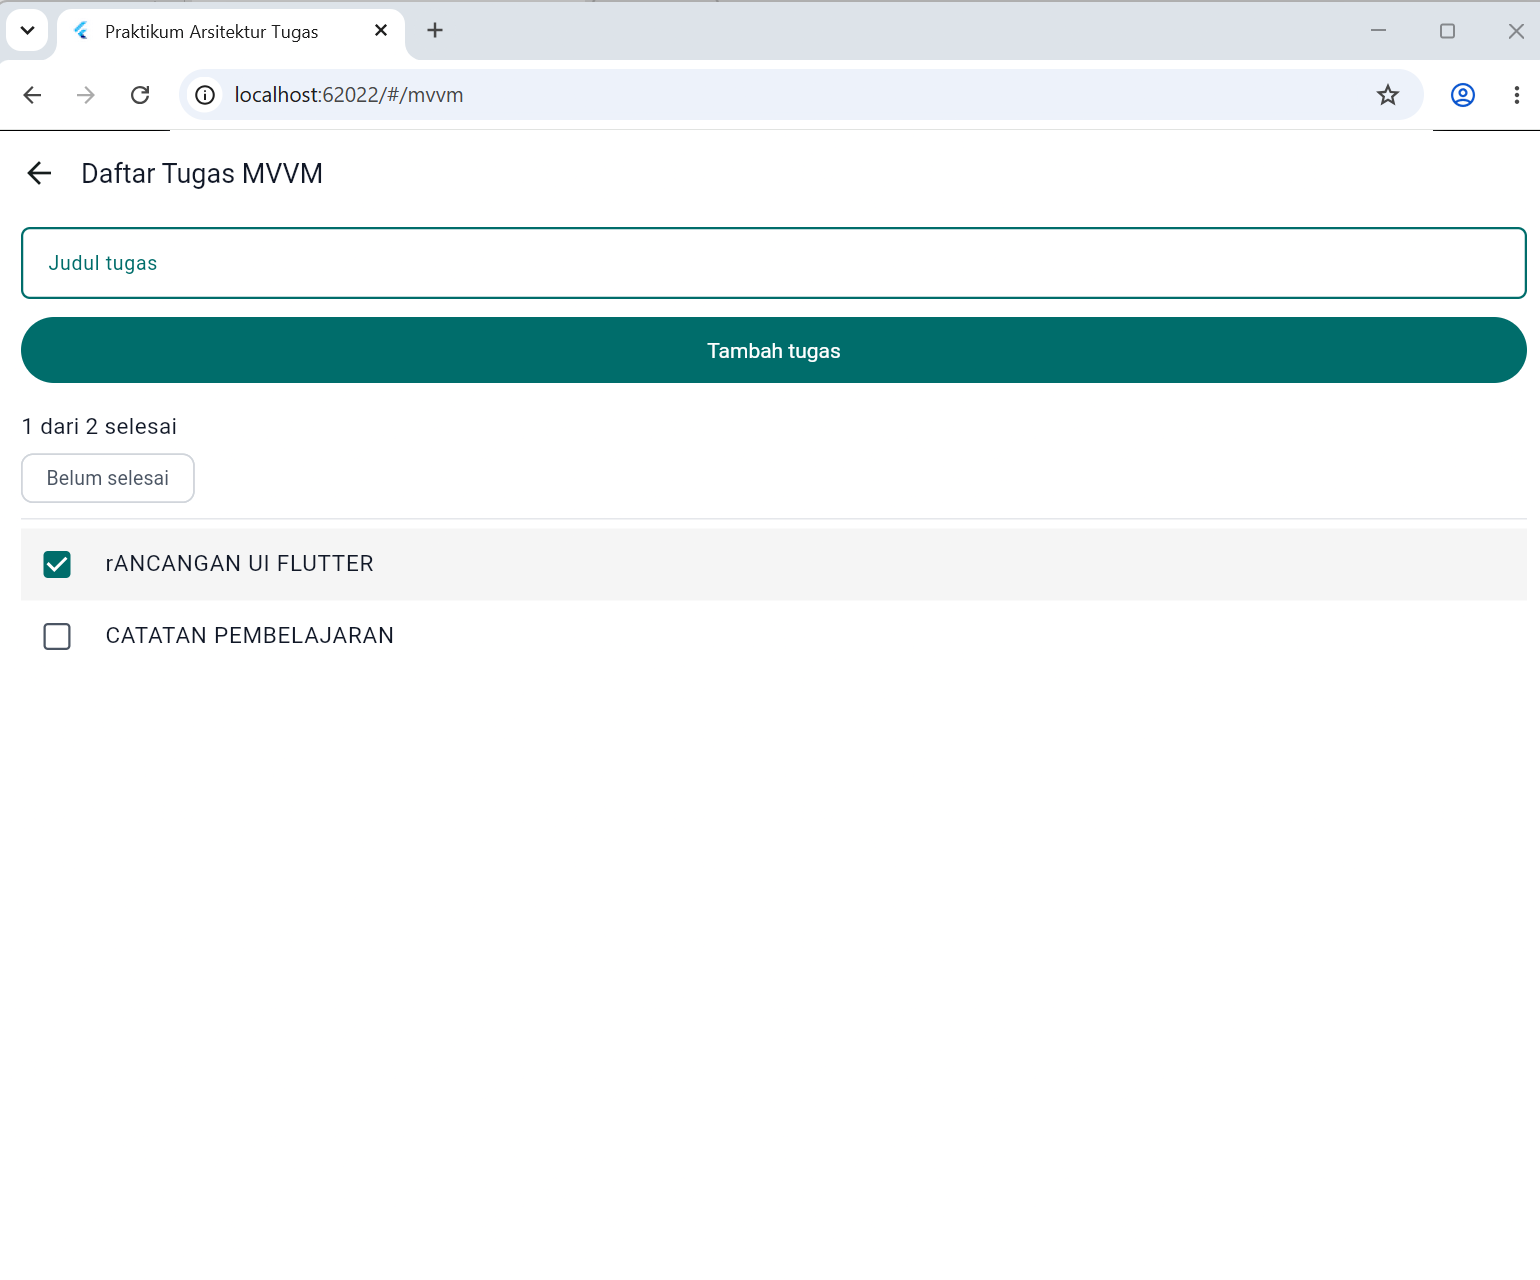 Praktikum Arsitektur Tugas
localhost:62022/#/mvvm
Daftar Tugas MVVM
Judul tugas
Tambah tugas
1 dari 2 selesai
Belum selesai
rANCANGAN UI FLUTTER
CATATAN PEMBELAJARAN